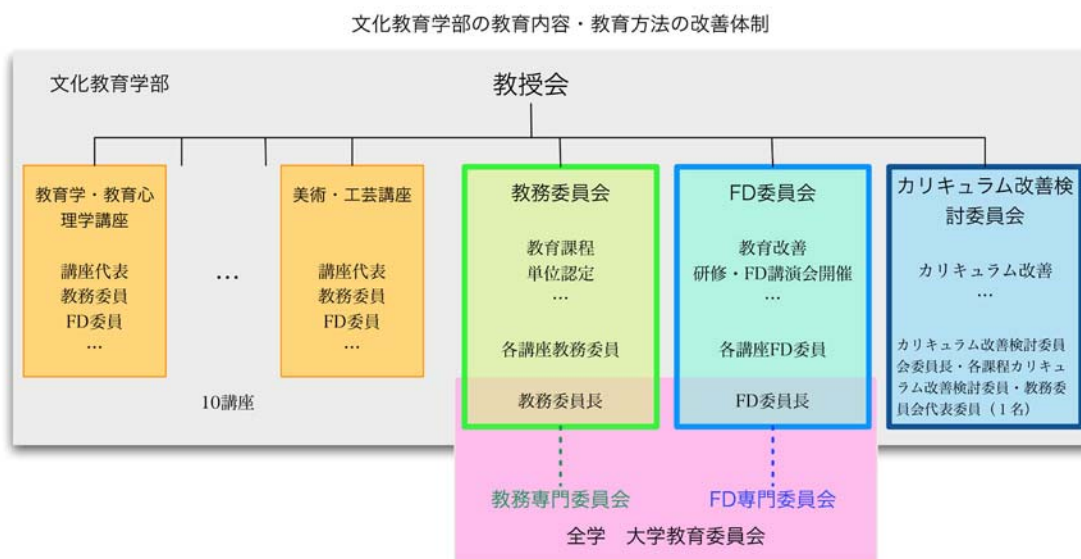 文化教育学部の教育内容・教育方法の改善体制
文化教育学部
教授会
教育学・教育心
理学講座
講座代表
教務委員
FD委員
…
…
美術・工芸講座
講座代表
教務委員
FD委員
…
10講座
教務委員会
教育課程
単位認定
…
各講座教務委員
教務委員長
FD委員会
教育改善
研修・FD講演会開催
…
各講座FD委員
FD委員長
カリキュラム改善検
討委員会
カリキュラム改善
…
カリキュラム改善検討委員
会委員長・各課程カリキュ
ラム改善検討委員・教務委
員会代表委員（1名）
教務専門委員会
FD専門委員会
全学　大学教育委員会